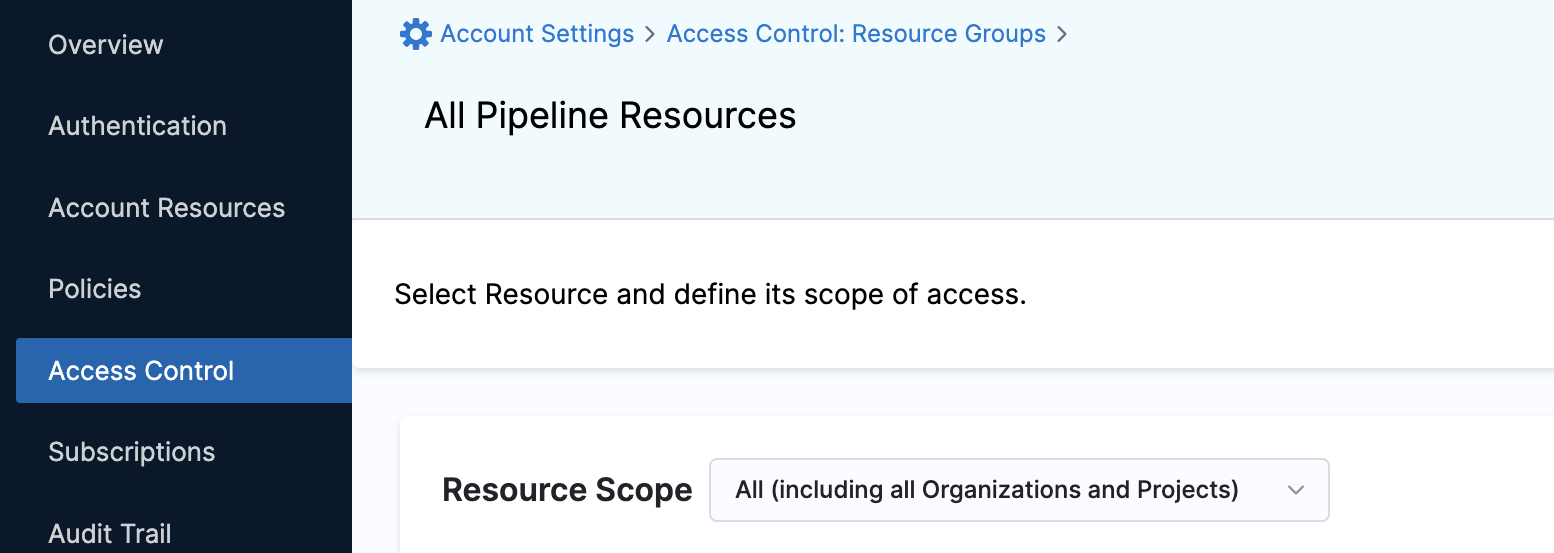 Overview
Authentication
Account Resources
Policies
Access Control
Subscriptions
Audit Trail
Account Settings > Access Control: Resource Groups >
All Pipeline Resources
Select Resource and define its scope of access.
Resource Scope All (including all Organizations and Projects)